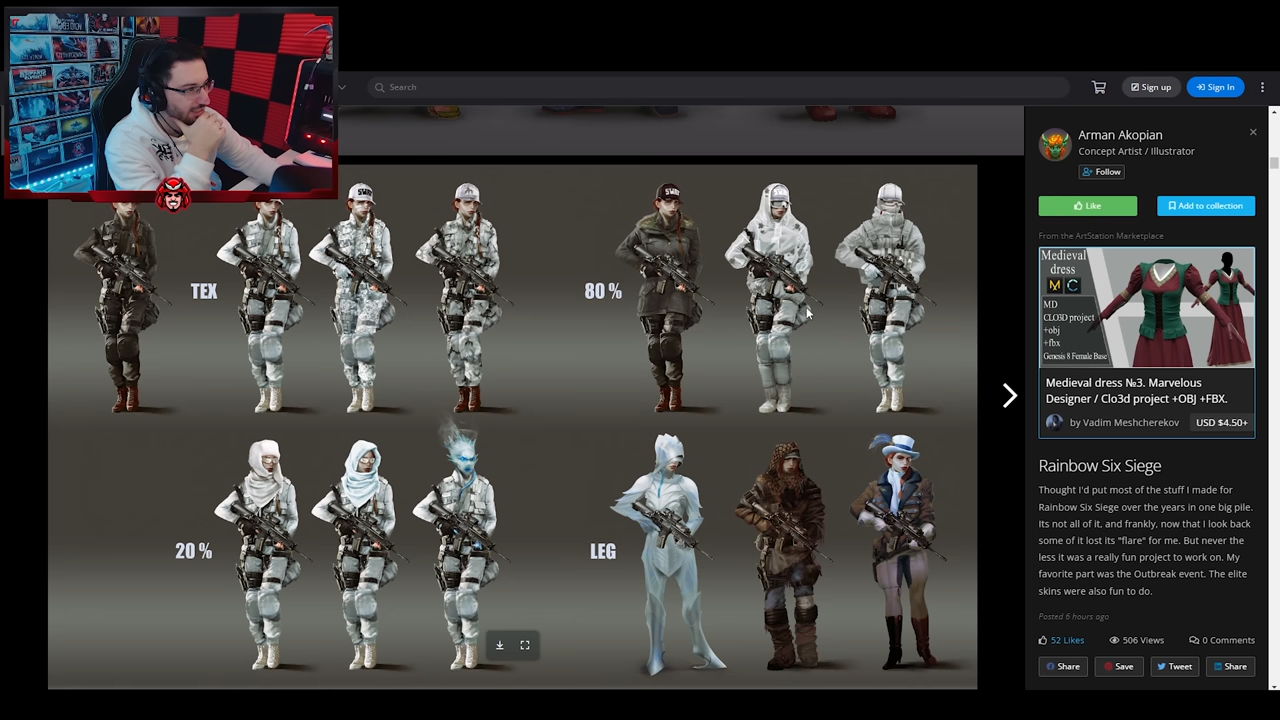 Search
Sign up
Sign In
Arman Akopian
Concept Artist / Illustrator
Follow
Like
Add to collection
From the ArtStation Marketplace
Medieval
dress
M C
MD
CLO3D project
+obj
+fbx
Genesis 8 Female Base
Medieval dress №3. Marvelous
Designer / Clo3d project +OBJ +FBX.
by Vadim Meshcherekov
USD $4.50+
Rainbow Six Siege
Thought I'd put most of the stuff I made for
Rainbow Six Siege over the years in one big pile.
Its not all of it, and frankly, now that I look back
some of it lost its "flare" for me. But never the
less it was a really fun project to work on. My
favorite part was the Outbreak event. The elite
skins were also fun to do.
Posted 6 hours ago
52 Likes
506 Views
0 Comments
Share
Save
Tweet
Share
SWAT
SWAT
TEX
80 %
20 %
LEG